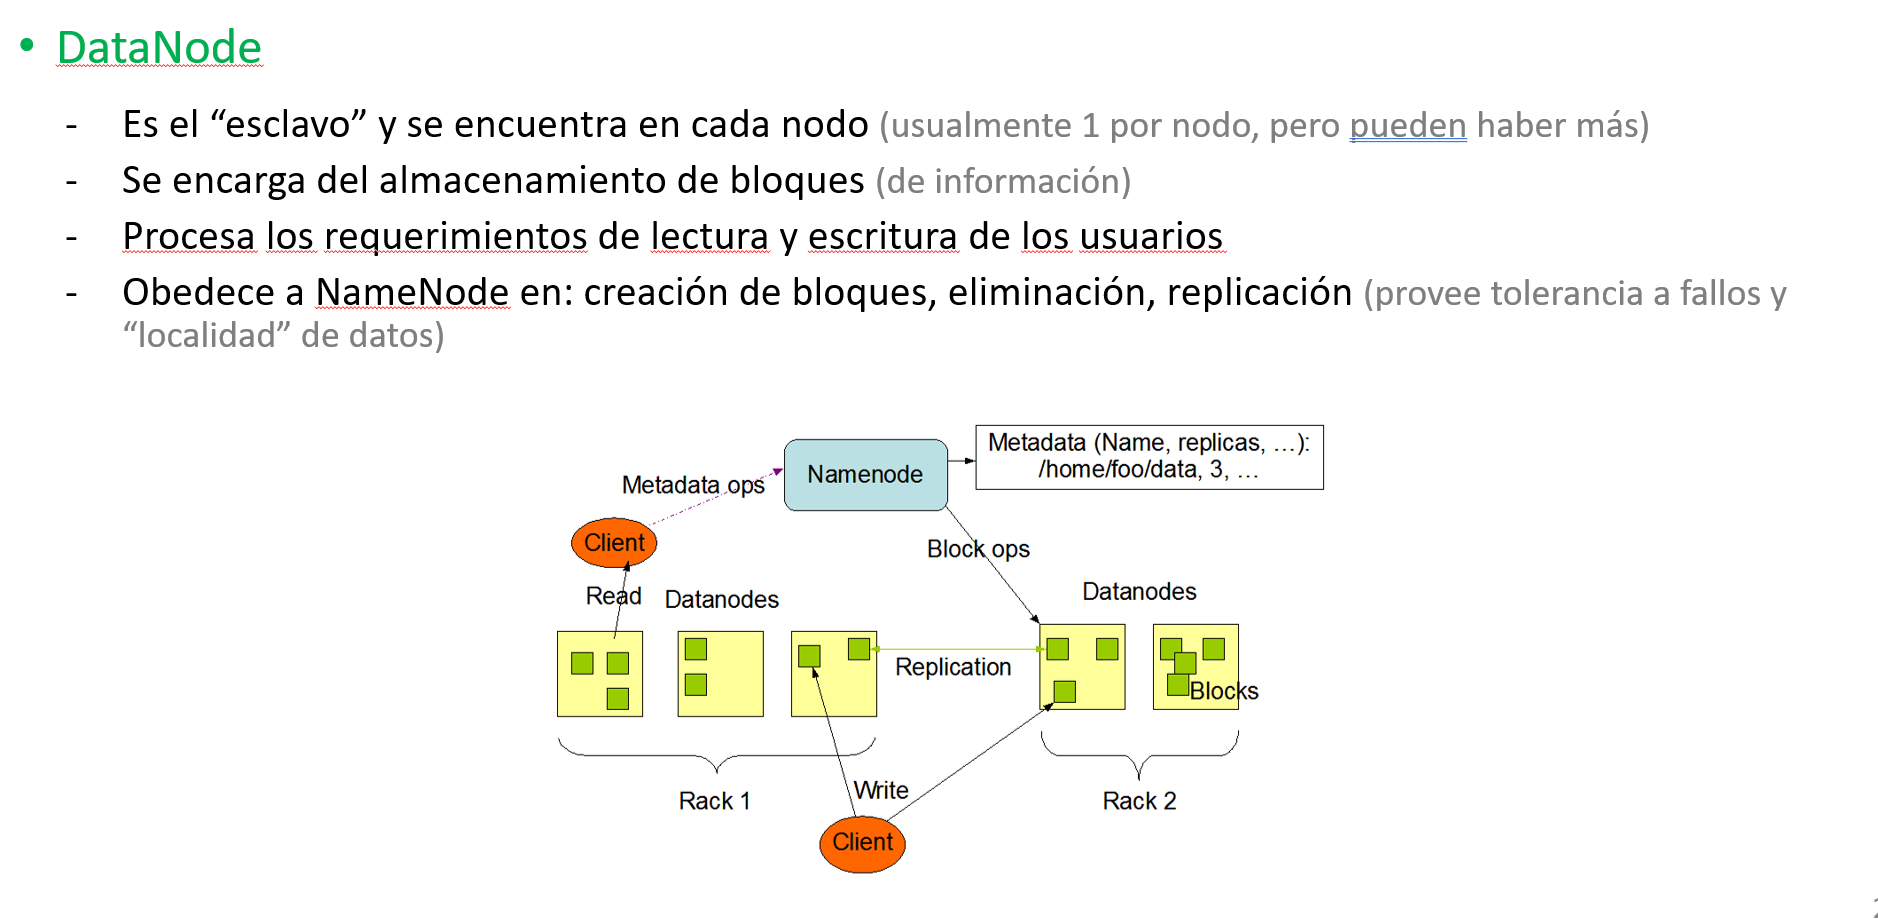 • DataNode
- Es el “esclavo” y se encuentra en cada nodo (usualmente 1 por nodo, pero pueden haber más)
- Se encarga del almacenamiento de bloques (de información)
- Procesa los requerimientos de lectura y escritura de los usuarios
- Obedece a NameNode en: creación de bloques, eliminación, replicación (provee tolerancia a fallos y
“localidad” de datos)
Metadata (Name, replicas, …):
/home/foo/data, 3, …
Namenode
Metadata ops
Client
Block ops
Read
Datanodes
Datanodes
Replication
Blocks
Write
Rack 1
Rack 2
Client